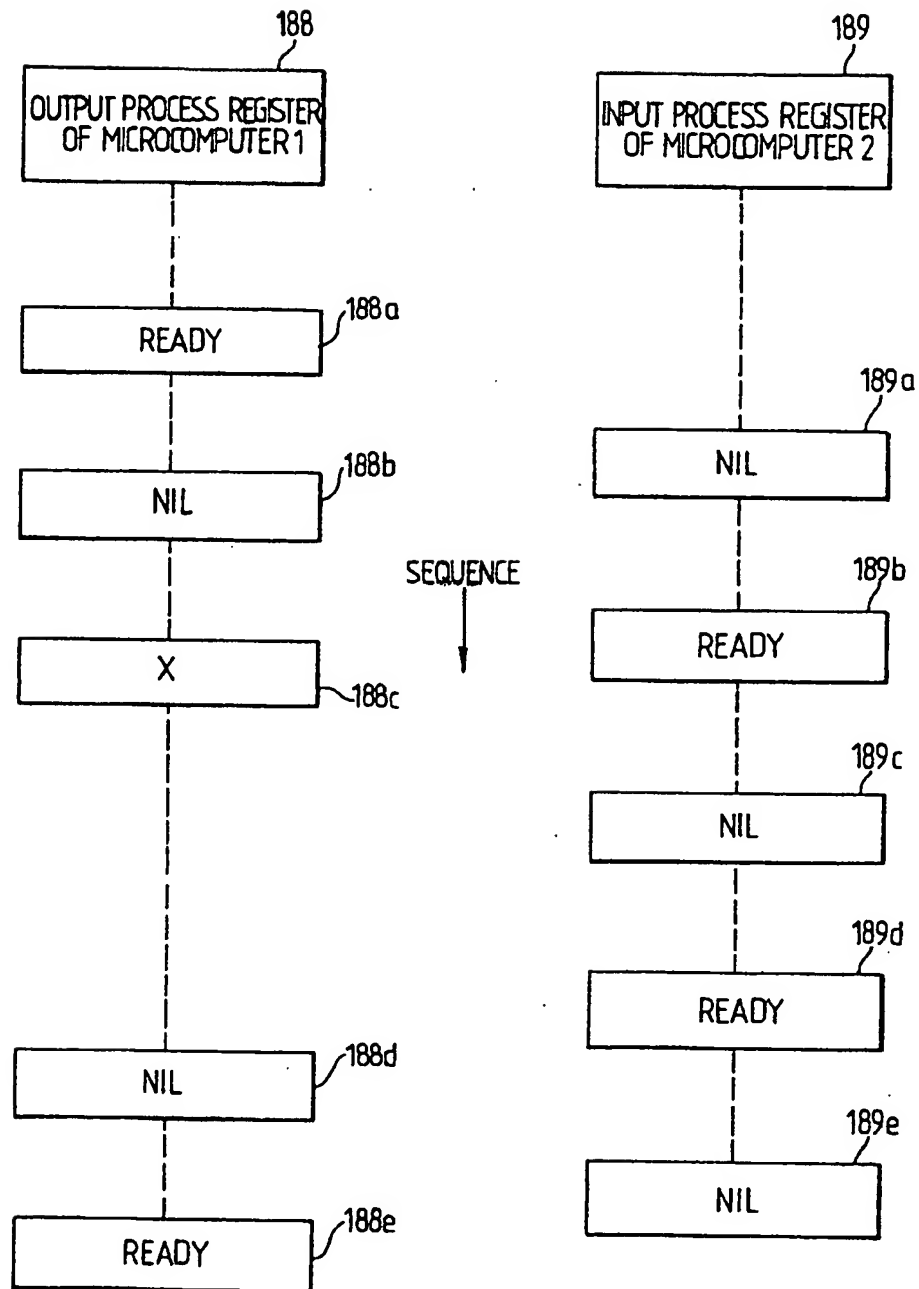 188
OUTPUT PROCESS REGISTER
OF MICROCOMPUTER 1
189
INPUT PROCESS REGISTER
OF MICROCOMPUTER 2
188a
READY
189a
NIL
188b
NIL
SEQUENCE
189b
READY
X
188c
189c
NIL
189d
READY
188d
NIL
189e
NIL
188e
READY